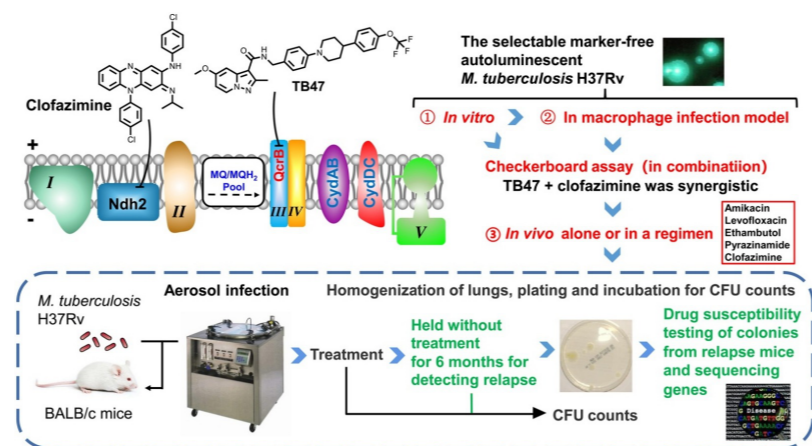 Cl
NH
N
N
N
Cl
Clofazimine
O
H
N
N
O
O
F
F
F
N
N
TB47
+
-
I
Ndh2
II
MQ/MQH₂
Pool
QcrB
III
IV
CydAB
CydDC
V
The selectable marker-free
autoluminescent
M. tuberculosis H37Rv
① In vitro
② In macrophage infection model
Checkerboard assay (in combinatiion)
TB47 + clofazimine was synergistic
③ In vivo alone or in a regimen
Amikacin
Levofloxacin
Ethambutol
Pyrazinamide
Clofazimine
M. tuberculosis
H37Rv
BALB/c mice
Aerosol infection
Homogenization of lungs, plating and incubation for CFU counts
Treatment
Held without
treatment
for 6 months for
detecting relapse
CFU counts
Drug susceptibility
testing of colonies
from relapse mice
and sequencing
genes
Disease